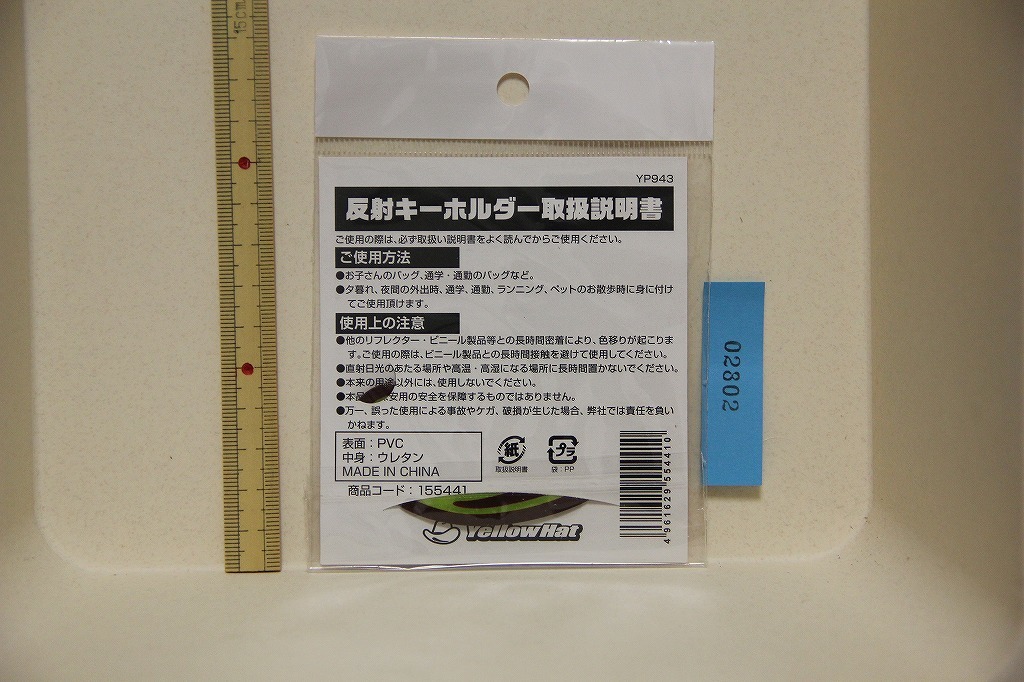 15cm
YP943
反射キーホルダー取扱説明書
ご使用の際は、必ず取扱い説明書をよく読んでからご使用ください。
ご使用方法
●お子さんのバッグ、通学・通勤のバッグなど。
●夕暮れ、夜間の外出時、通学、通勤、ランニング、ペットのお散歩時に身に付け
てご使用頂けます。
使用上の注意
●他のリフレクター・ビニール製品等との長時間密着により、色移りが起こりま
す。ご使用の際は、ビニール製品との長時間接触を避けて使用してください。
●直射日光のあたる場所や高温・高湿になる場所に長時間置かないでください。
●本来の用途以外には、使用しないでください。
●本品 安用の安全を保障するものではありません。
●万一、誤った使用による事故やケガ、破損が生じた場合、弊社では責任を負い
かねます。
表面：PVC
中身：ウレタン
MADE IN CHINA
商品コード：155441
紙
取扱説明書
プラ
袋：PP
YellowHat
4 961629 554410
02802